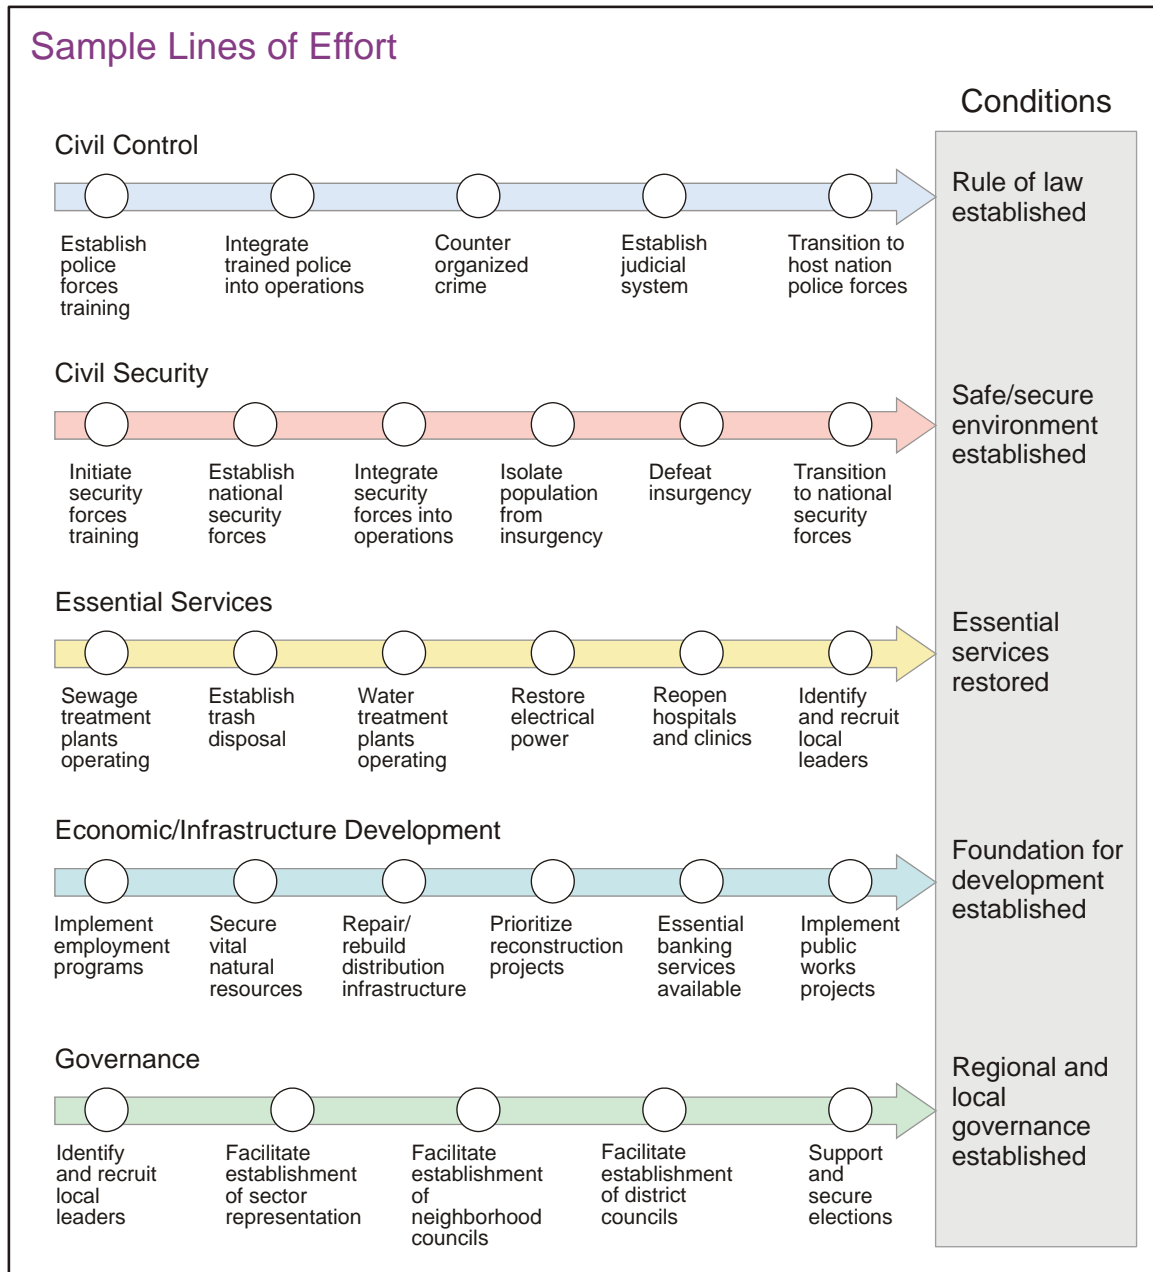 Sample Lines of Effort
Conditions
Civil Control
Establish
police
forces
training
Integrate
trained police
into operations
Counter
organized
crime
Establish
judicial
system
Transition to
host nation
police forces
Rule of law
established
Civil Security
Initiate
security
forces
training
Establish
national
security
forces
Integrate
security
forces into
operations
Isolate
population
from
insurgency
Defeat
insurgency
Transition
to national
security
forces
Safe/secure
environment
established
Essential Services
Sewage
treatment
plants
operating
Establish
trash
disposal
Water
treatment
plants
operating
Restore
electrical
power
Reopen
hospitals
and clinics
Identify
and recruit
local
leaders
Essential
services
restored
Economic/Infrastructure Development
Implement
employment
programs
Secure
vital
natural
resources
Repair/
rebuild
distribution
infrastructure
Prioritize
reconstruction
projects
Essential
banking
services
available
Implement
public
works
projects
Foundation for
development
established
Governance
Identify
and recruit
local
leaders
Facilitate
establishment
of sector
representation
Facilitate
establishment
of
neighborhood
councils
Facilitate
establishment
of district
councils
Support
and
secure
elections
Regional and
local
governance
established